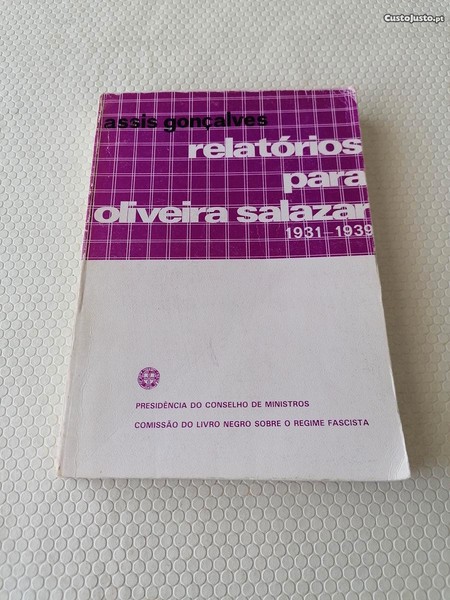 CustoJusto.pt
assis gonçalves
relatórios
para
oliveira salazar
1931-1939
PRESIDÊNCIA DO CONSELHO DE MINISTROS
COMISSÃO DO LIVRO NEGRO SOBRE O REGIME FASCISTA